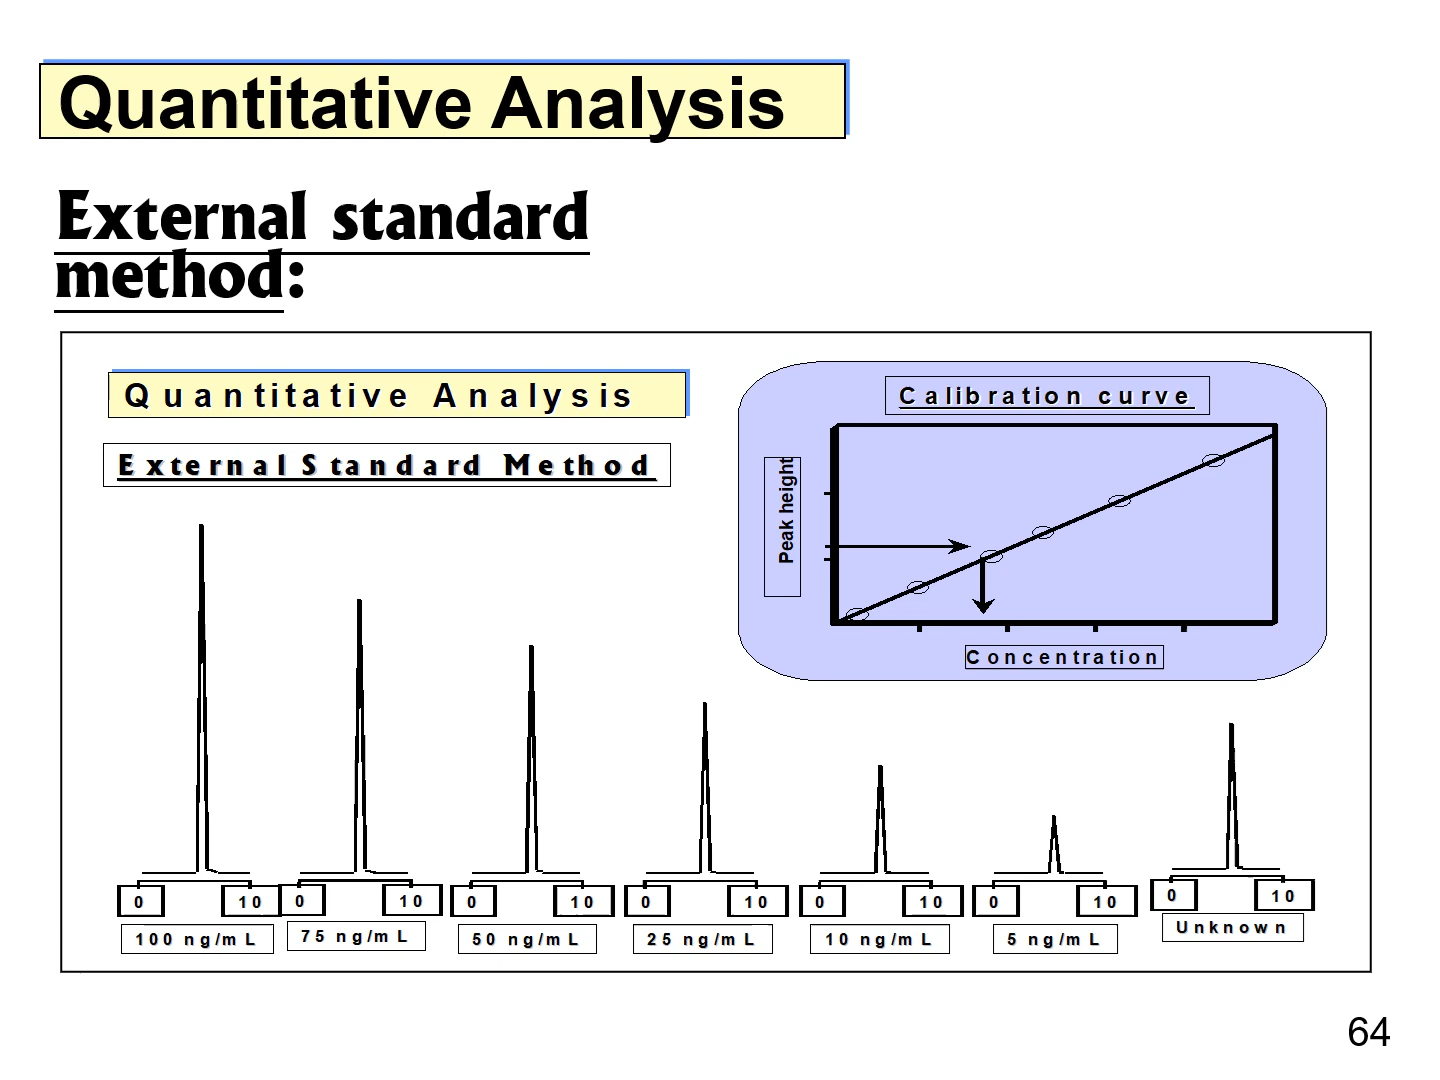 Quantitative Analysis
External standard
method:
Quantitative Analysis
External Standard Method
Calibration curve
Peak height
Concentration
0 10 0 10 0 10 0 10 0 10 0 10 0 10
100 ng/mL 75 ng/mL 50 ng/mL 25 ng/mL 10 ng/mL 5 ng/mL Unknown
64